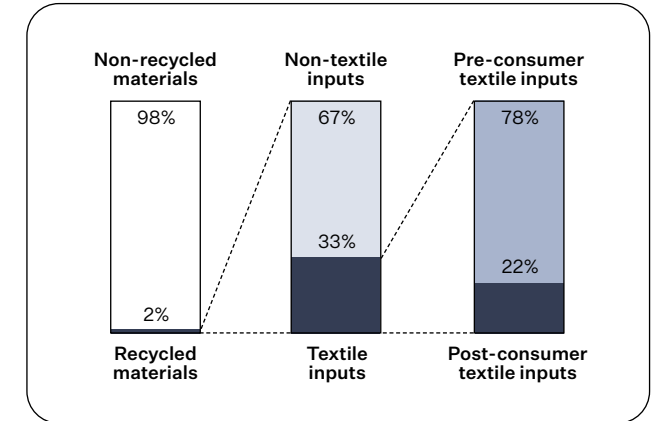 Non-recycled
materials
Non-textile
inputs
Pre-consumer
textile inputs
98%
67%
78%
33%
22%
2%
Recycled
materials
Textile
inputs
Post-consumer
textile inputs